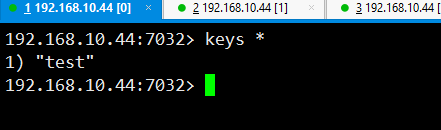 1 192.168.10.44 [0] 2 192.168.10.44 [1] 3 192.168.10.44 [
192.168.10.44:7032> keys *
1) "test"
192.168.10.44:7032>